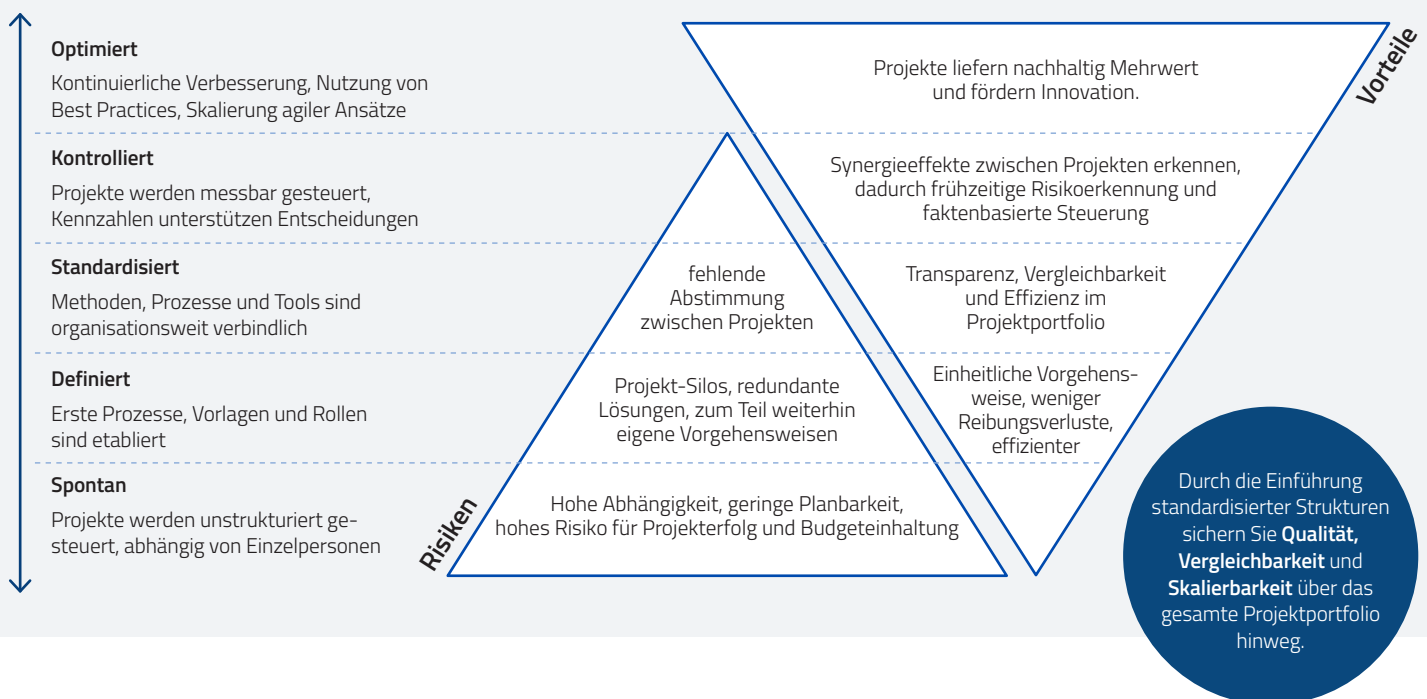 Optimiert
Kontinuierliche Verbesserung, Nutzung von
Best Practices, Skalierung agiler Ansätze
Kontrolliert
Projekte werden messbar gesteuert,
Kennzahlen unterstützen Entscheidungen
Standardisiert
Methoden, Prozesse und Tools sind
organisationsweit verbindlich
Definiert
Erste Prozesse, Vorlagen und Rollen
sind etabliert
Spontan
Projekte werden unstrukturiert ge-
steuert, abhängig von Einzelpersonen
Risiken
fehlende
Abstimmung
zwischen Projekten
Projekt-Silos, redundante
Lösungen, zum Teil weiterhin
eigene Vorgehensweisen
Hohe Abhängigkeit, geringe Planbarkeit,
hohes Risiko für Projekterfolg und Budgeteinhaltung
Vorteile
Projekte liefern nachhaltig Mehrwert
und fördern Innovation.
Synergieeffekte zwischen Projekten erkennen,
dadurch frühzeitige Risikoerkennung und
faktenbasierte Steuerung
Transparenz, Vergleichbarkeit
und Effizienz im
Projektportfolio
Einheitliche Vorgehens-
weise, weniger
Reibungsverluste,
effizienter
Durch die Einführung
standardisierter Strukturen
sichern Sie Qualität,
Vergleichbarkeit und
Skalierbarkeit über das
gesamte Projektportfolio
hinweg.